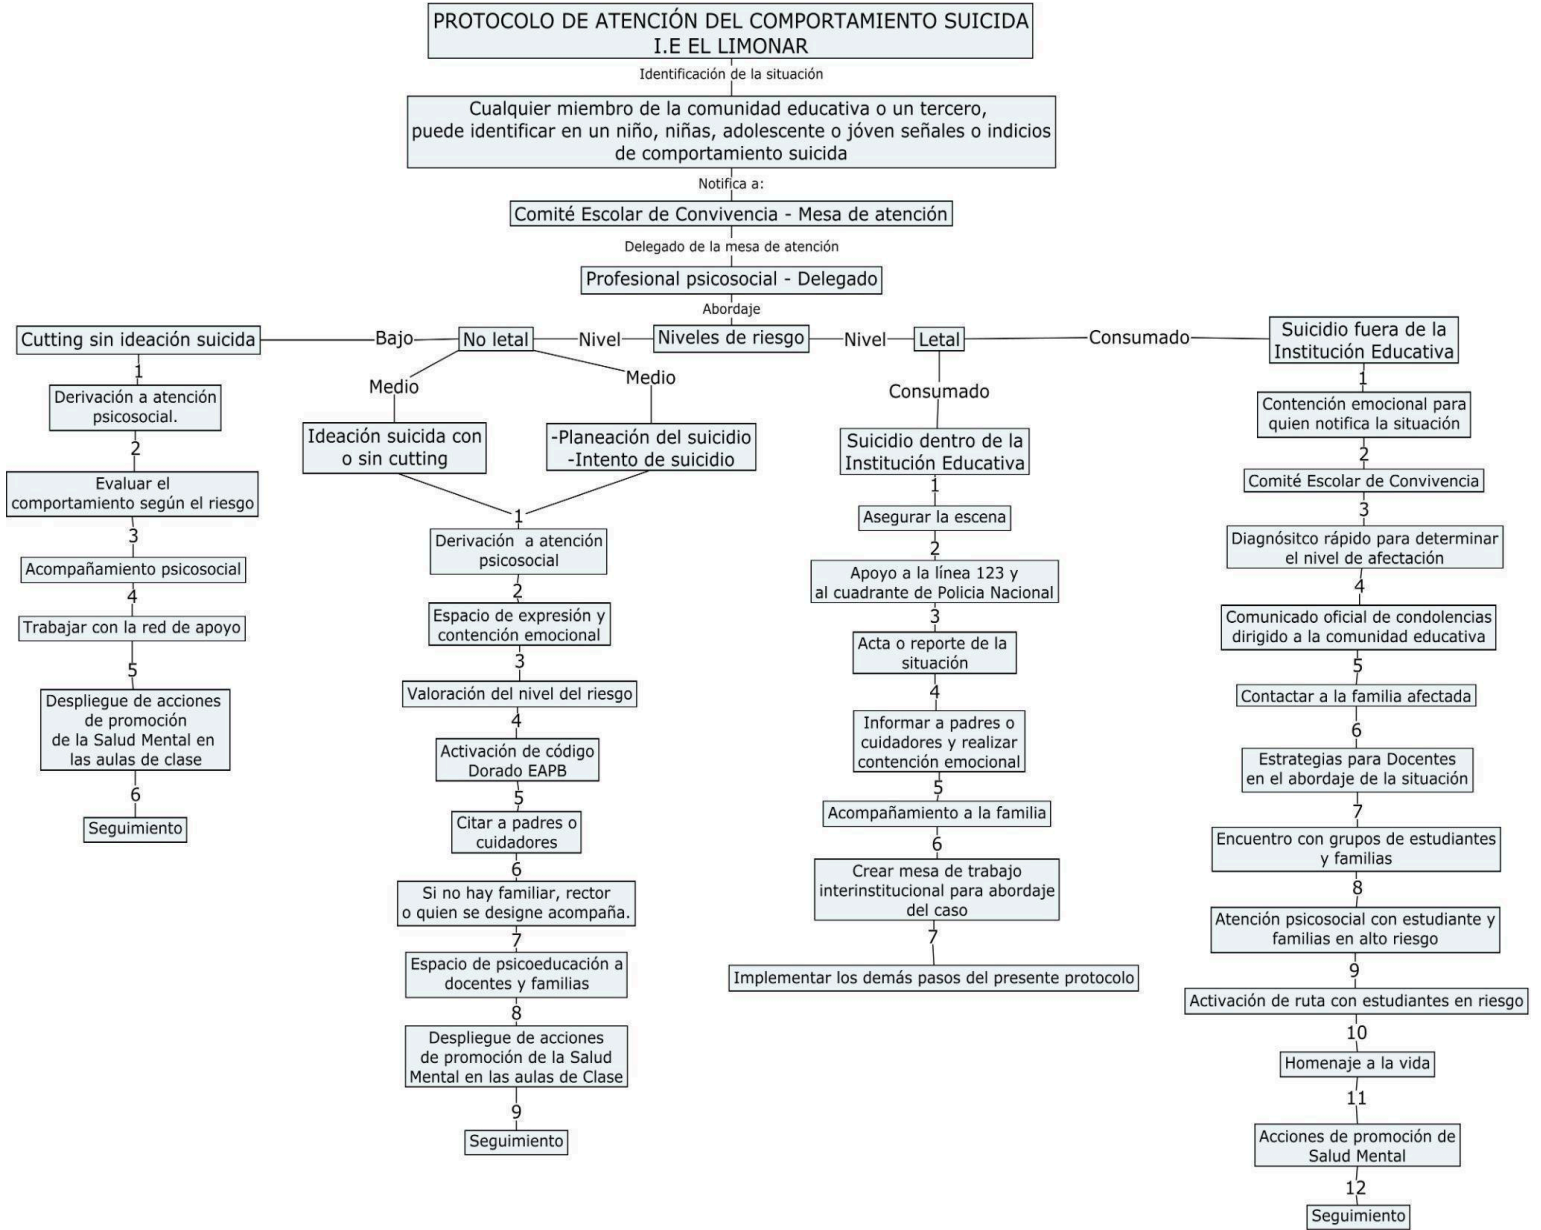 PROTOCOLO DE ATENCIÓN DEL COMPORTAMIENTO SUICIDA
I.E EL LIMONAR
Identificación de la situación
Cualquier miembro de la comunidad educativa o un tercero,
puede identificar en un niño, niñas, adolescente o jóven señales o indicios
de comportamiento suicida
Notifica a:
Comité Escolar de Convivencia - Mesa de atención
Delegado de la mesa de atención
Profesional psicosocial - Delegado
Abordaje
Niveles de riesgo
Nivel
No letal
Bajo
Cutting sin ideación suicida
1
Derivación a atención
psicosocial.
2
Evaluar el
comportamiento según el riesgo
3
Acompañamiento psicosocial
4
Trabajar con la red de apoyo
5
Despliegue de acciones
de promoción
de la Salud Mental en
las aulas de clase
6
Seguimiento
Medio
Ideación suicida con
o sin cutting
Medio
-Planeación del suicidio
-Intento de suicidio
1
Derivación a atención
psicosocial
2
Espacio de expresión y
contención emocional
3
Valoración del nivel del riesgo
4
Activación de código
Dorado EAPB
5
Citar a padres o
cuidadores
6
Si no hay familiar, rector
o quien se designe acompaña.
7
Espacio de psicoeducación a
docentes y familias
8
Despliegue de acciones
de promoción de la Salud
Mental en las aulas de Clase
9
Seguimiento
Nivel
Letal
Consumado
Suicidio dentro de la
Institución Educativa
1
Asegurar la escena
2
Apoyo a la línea 123 y
al cuadrante de Policia Nacional
3
Acta o reporte de la
situación
4
Informar a padres o
cuidadores y realizar
contención emocional
5
Acompañamiento a la familia
6
Crear mesa de trabajo
interinstitucional para abordaje
del caso
7
Implementar los demás pasos del presente protocolo
Consumado
Suicidio fuera de la
Institución Educativa
1
Contención emocional para
quien notifica la situación
2
Comité Escolar de Convivencia
3
Diagnósitco rápido para determinar
el nivel de afectación
4
Comunicado oficial de condolencias
dirigido a la comunidad educativa
5
Contactar a la familia afectada
6
Estrategias para Docentes
en el abordaje de la situación
7
Encuentro con grupos de estudiantes
y familias
8
Atención psicosocial con estudiante y
familias en alto riesgo
9
Activación de ruta con estudiantes en riesgo
10
Homenaje a la vida
11
Acciones de promoción de
Salud Mental
12
Seguimiento